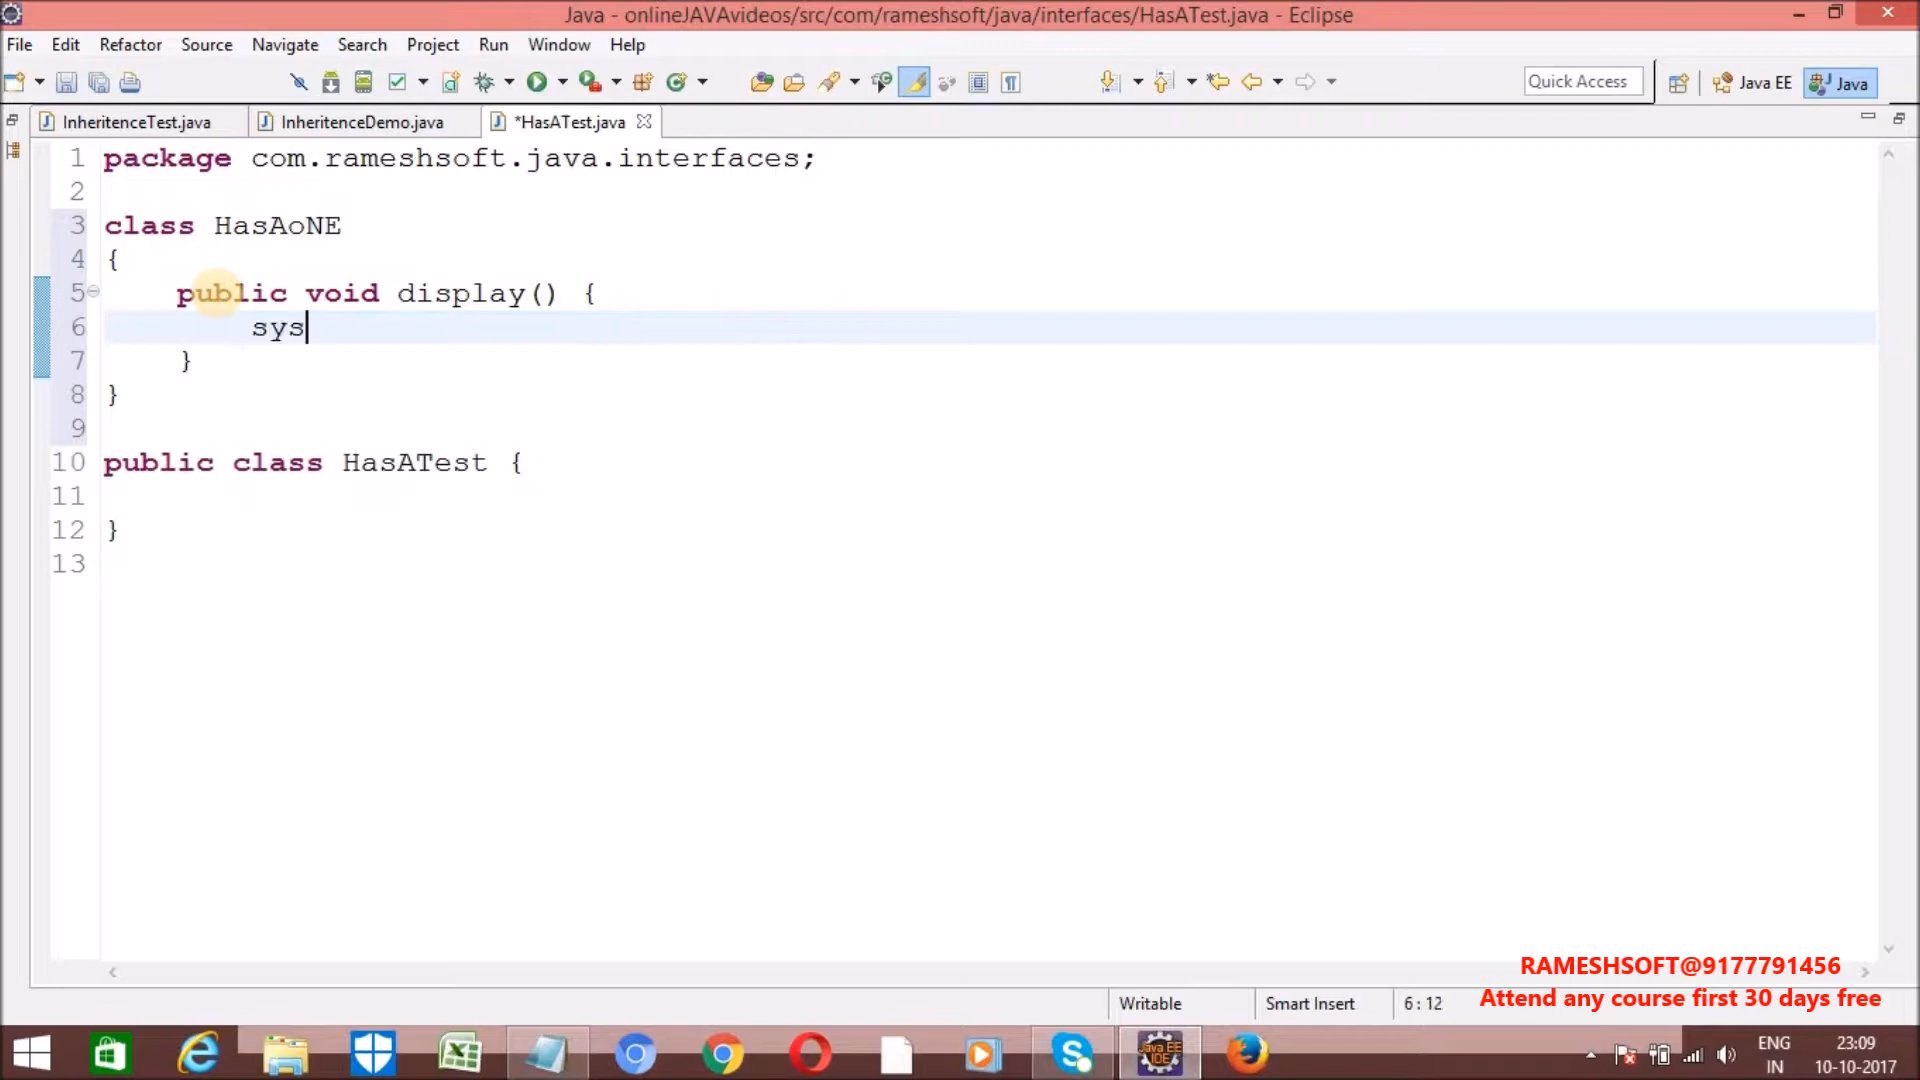 Java - onlineJAVAvideos/src/com/rameshsoft/java/interfaces/HasATest.java - Eclipse
File Edit Refactor Source Navigate Search Project Run Window Help
Quick Access Java EE Java
InheritenceTest.java InheritenceDemo.java *HasATest.java
1 package com.rameshsoft.java.interfaces;
2
3 class HasAoNE
4 {
5 public void display() {
6 sys
7 }
8 }
9
10 public class HasATest {
11
12 }
13
RAMESHSOFT@9177791456
Attend any course first 30 days free
Writable Smart Insert 6 : 12
ENG 23:09
IN 10-10-2017